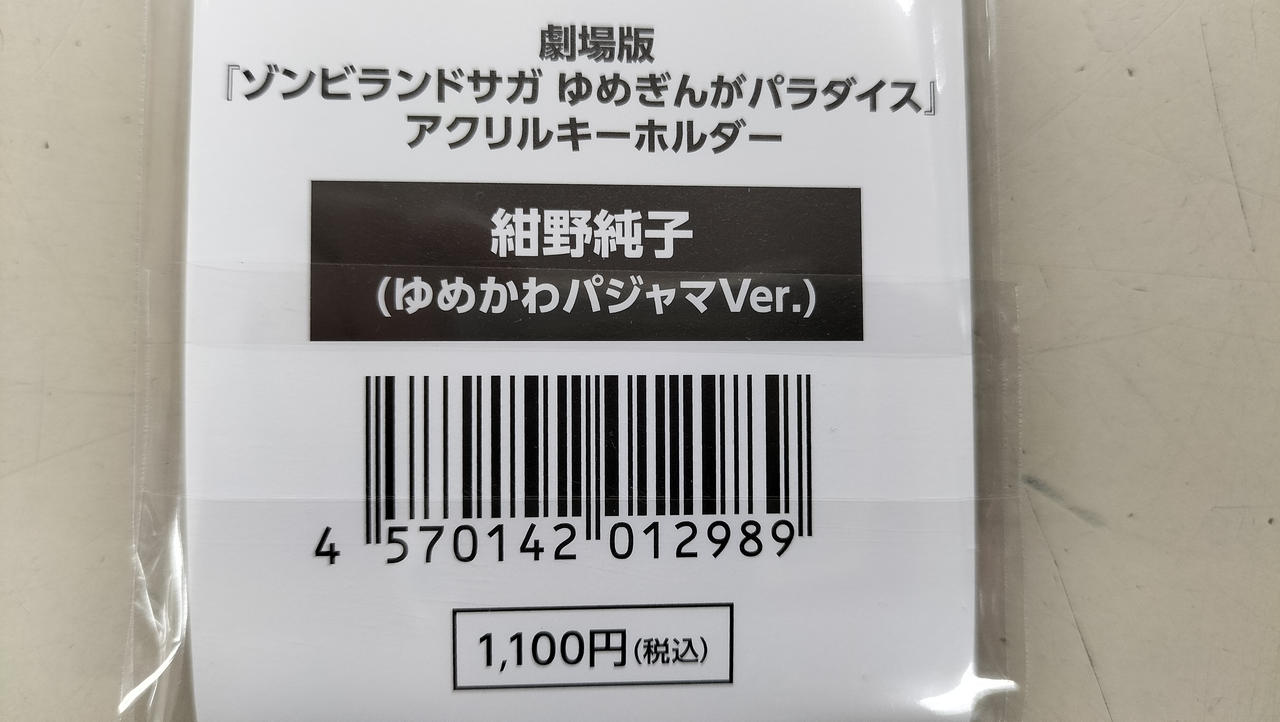 劇場版
『ゾンビランドサガ ゆめぎんがパラダイス』
アクリルキーホルダー
紺野純子
(ゆめかわパジャマVer.)
4 570142 012989
1,100円(税込)